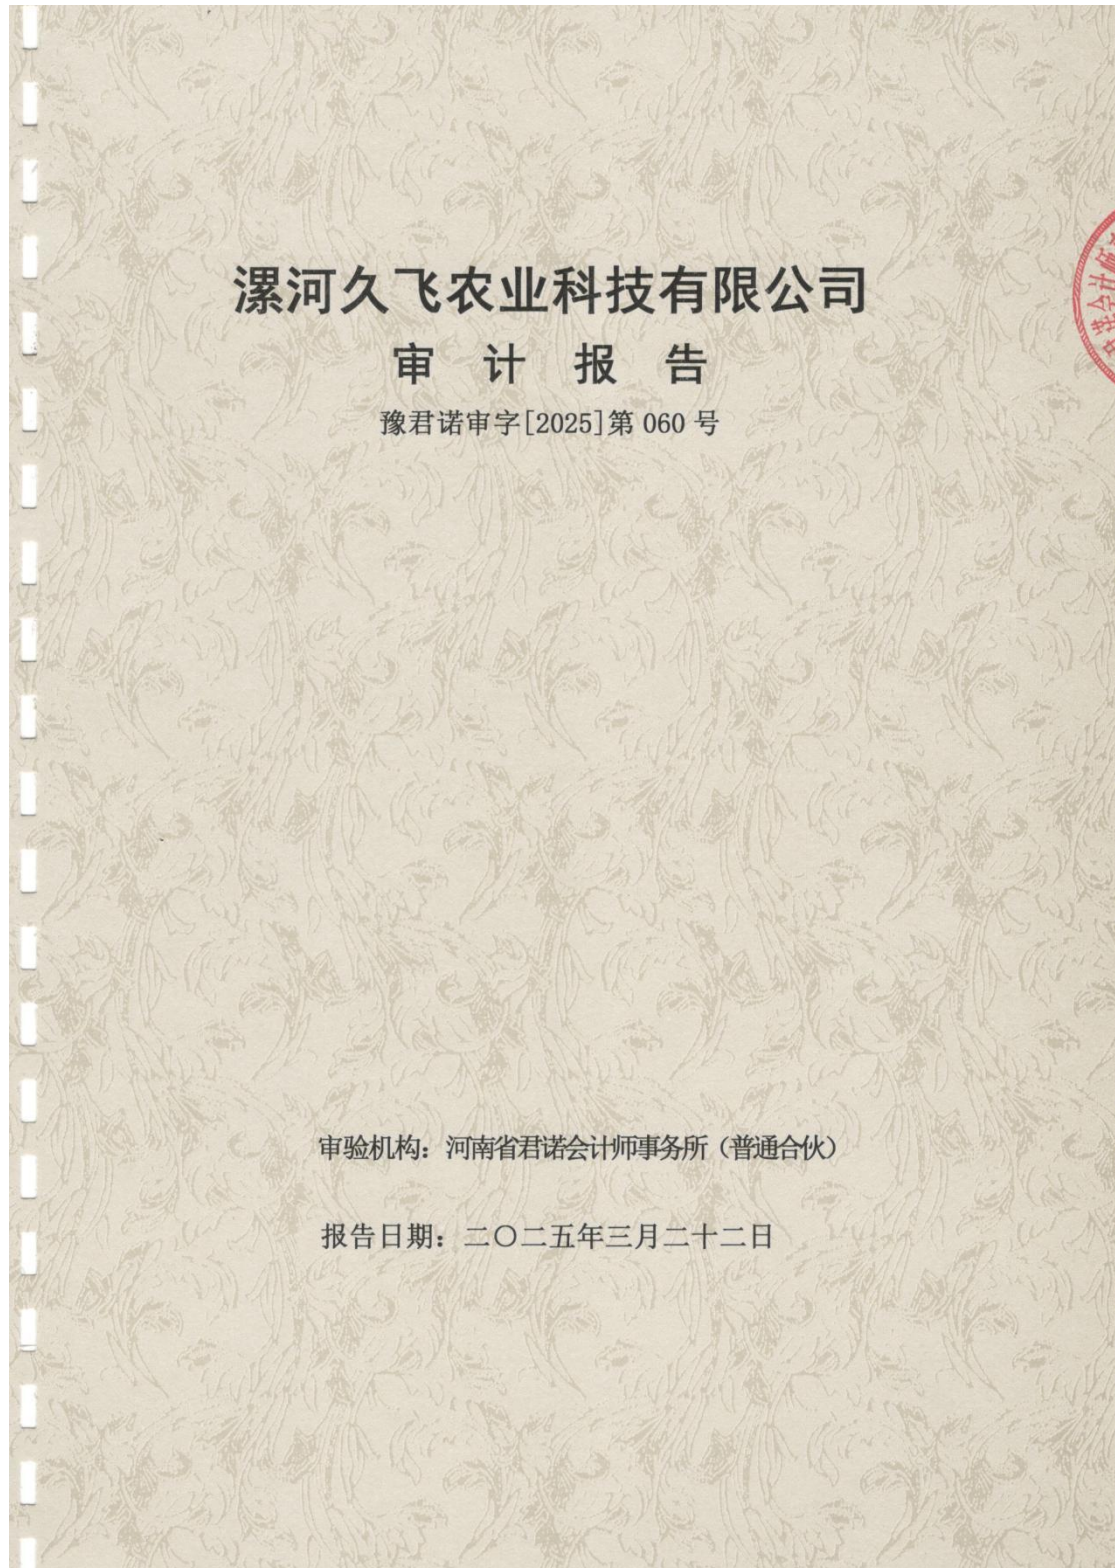 漯河久飞农业科技有限公司
审计报告
豫君诺审字[2025]第 060 号
会计师
审验机构：河南省君诺会计师事务所（普通合伙）
报告日期：二〇二五年三月二十二日